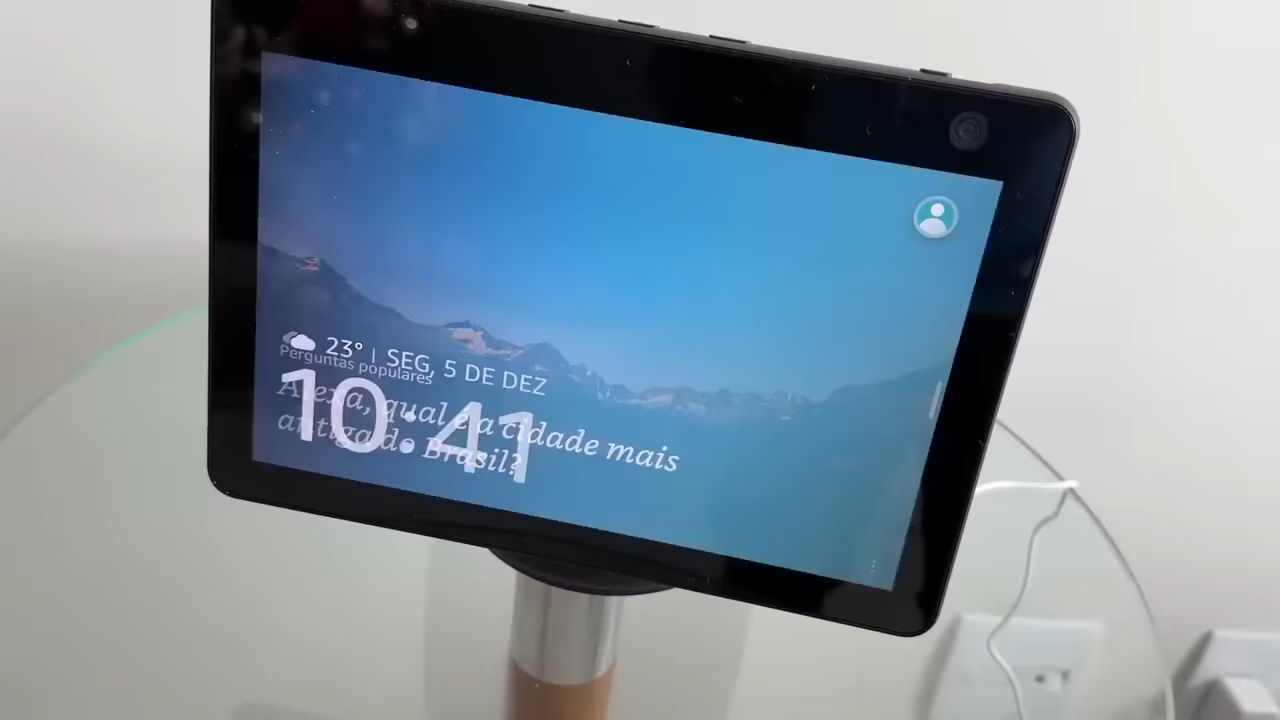 23° | SEG, 5 DE DEZ
Perguntas populares
10:41
Alexa, qual é a cidade mais
antiga do Brasil?